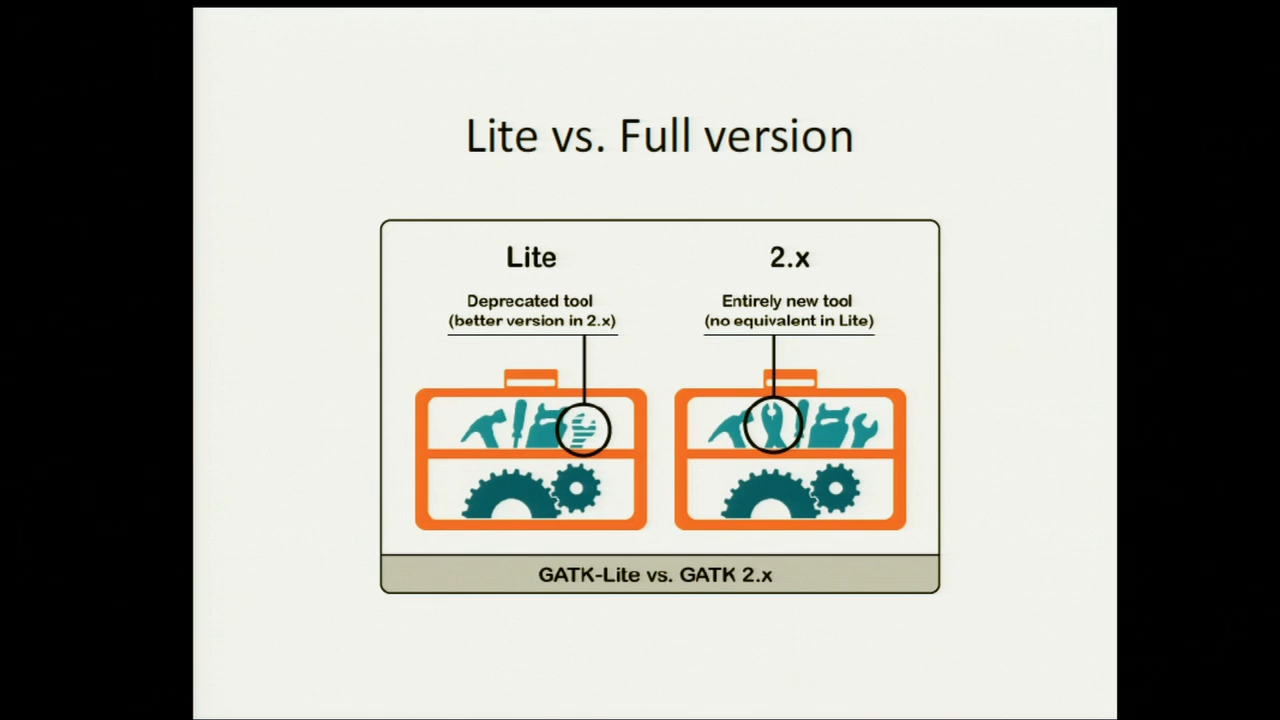 Lite vs. Full version
Lite
2.x
Deprecated tool
(better version in 2.x)
Entirely new tool
(no equivalent in Lite)
GATK-Lite vs. GATK 2.x